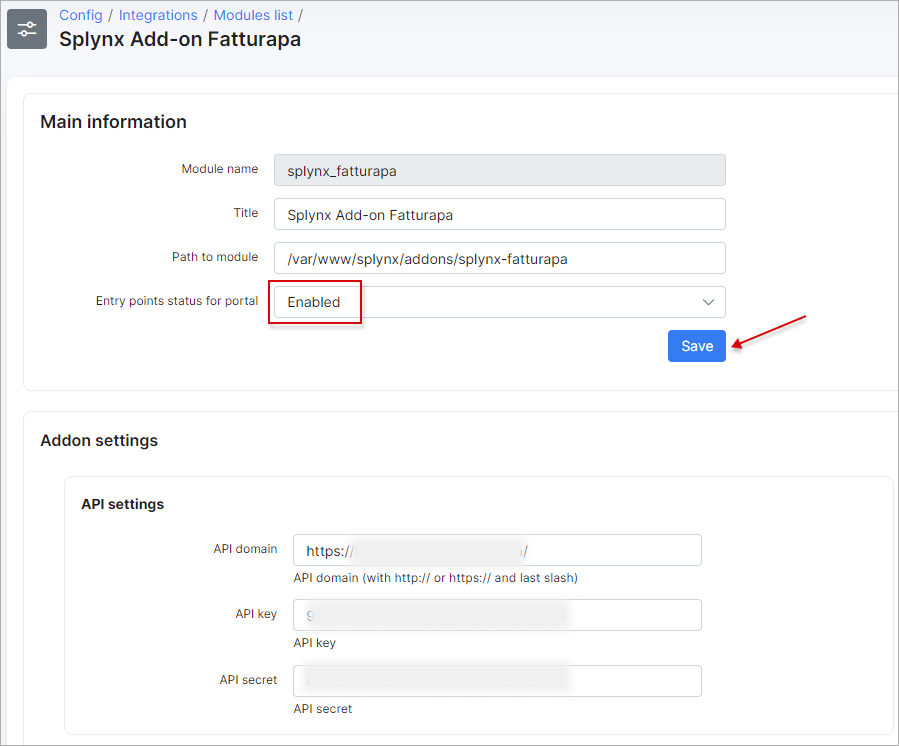 Config / Integrations / Modules list /
Splynx Add-on Fatturapa
Main information
Module name splynx_fatturapa
Title Splynx Add-on Fatturapa
Path to module /var/www/splynx/addons/splynx-fatturapa
Entry points status for portal Enabled
Save
Addon settings
API settings
API domain https:// /
API domain (with http:// or https:// and last slash)
API key 9
API key
API secret
API secret